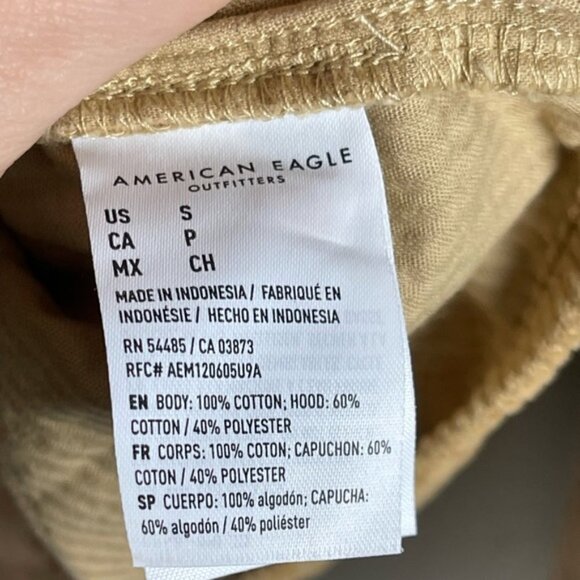 AMERICAN EAGLE
OUTFITTERS
US S
CA P
MX CH
MADE IN INDONESIA / FABRIQUÉ EN
INDONÉSIE / HECHO EN INDONESIA
RN 54485 / CA 03873
RFC# AEM120605U9A
EN BODY: 100% COTTON; HOOD: 60%
COTTON / 40% POLYESTER
FR CORPS: 100% COTON; CAPUCHON: 60%
COTON / 40% POLYESTER
SP CUERPO: 100% algodón; CAPUCHA:
60% algodón / 40% poliéster